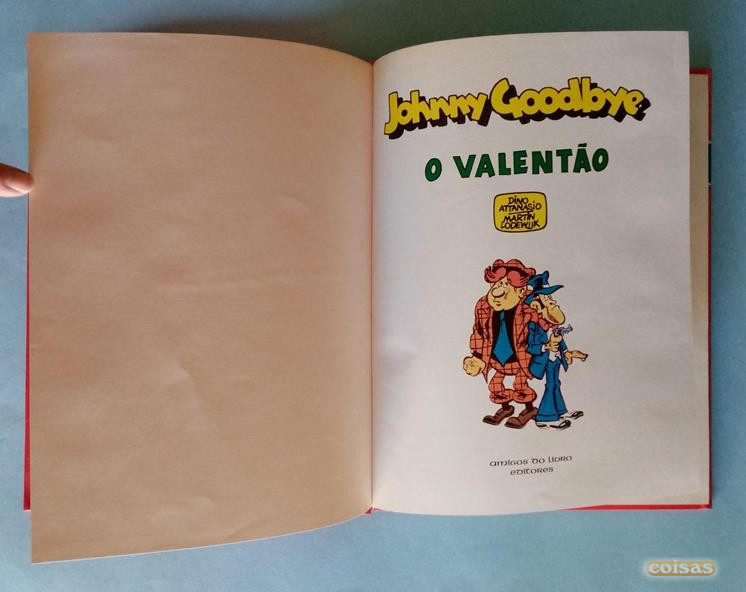 Johnny Goodbye
O VALENTÃO
DINO
ATTANASIO
MARTIN
LODEWIJK
amigos do livro
editores
coisas